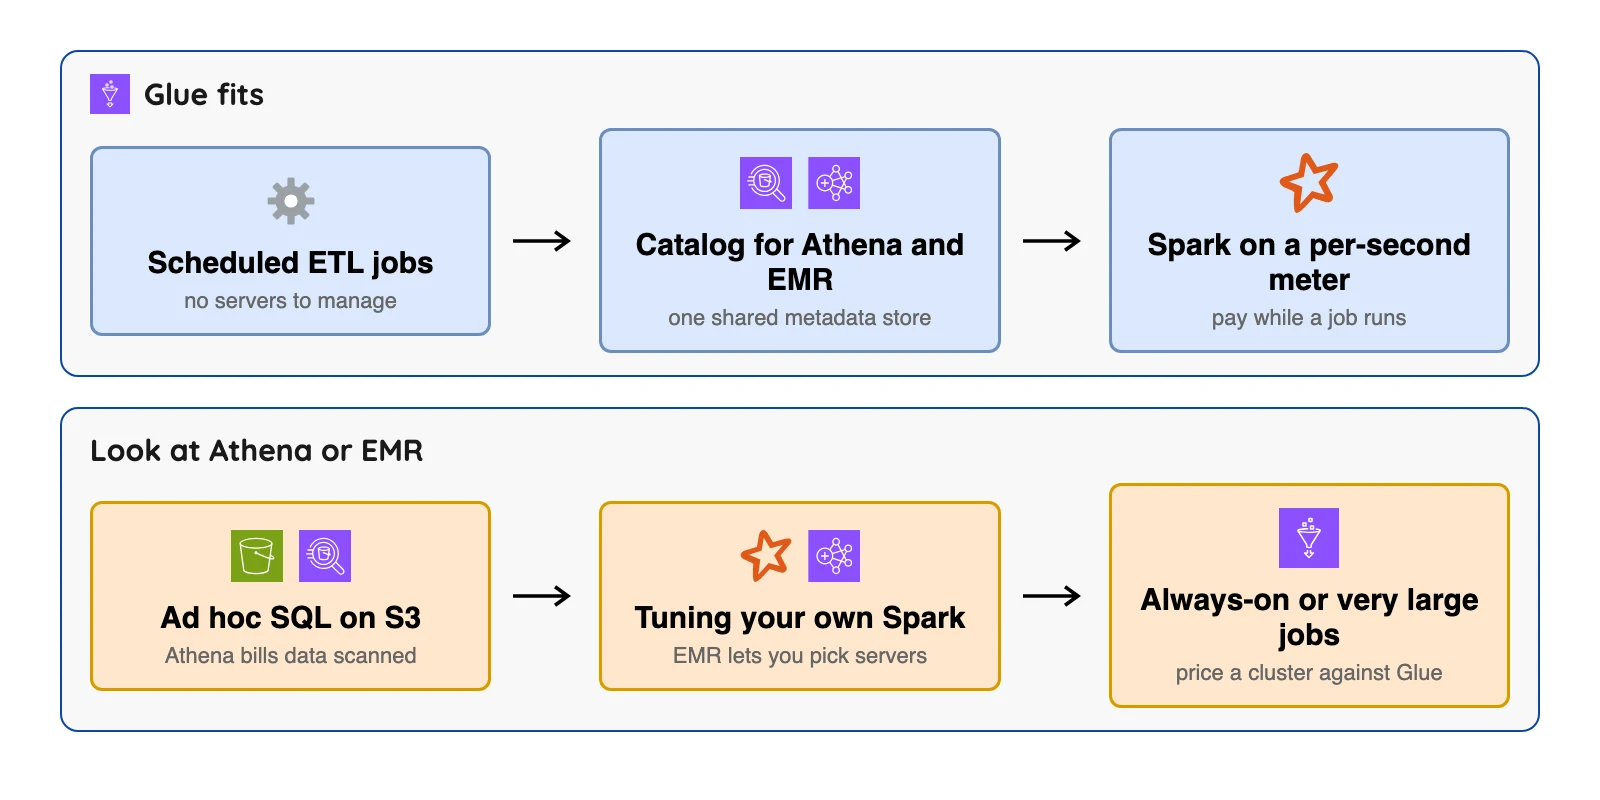 Glue fits
Scheduled ETL jobs
no servers to manage
Catalog for Athena and
EMR
one shared metadata store
Spark on a per-second
meter
pay while a job runs
Look at Athena or EMR
Ad hoc SQL on S3
Athena bills data scanned
Tuning your own Spark
EMR lets you pick servers
Always-on or very large
jobs
price a cluster against Glue